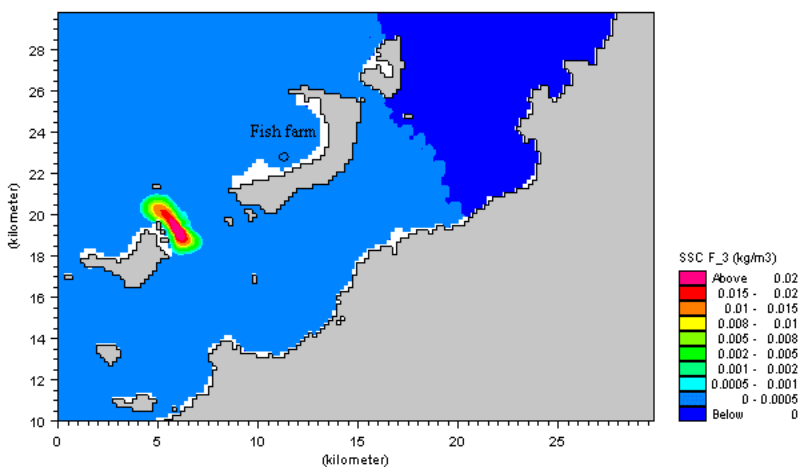 28
26
24
22
20
18
16
14
12
10
(kilometer)
Fish farm
0 5 10 15 20 25
(kilometer)
SSC F_3 (kg/m3)
Above 0.02
0.015 - 0.02
0.01 - 0.015
0.008 - 0.01
0.005 - 0.008
0.002 - 0.005
0.001 - 0.002
0.0005 - 0.001
0 - 0.0005
Below 0